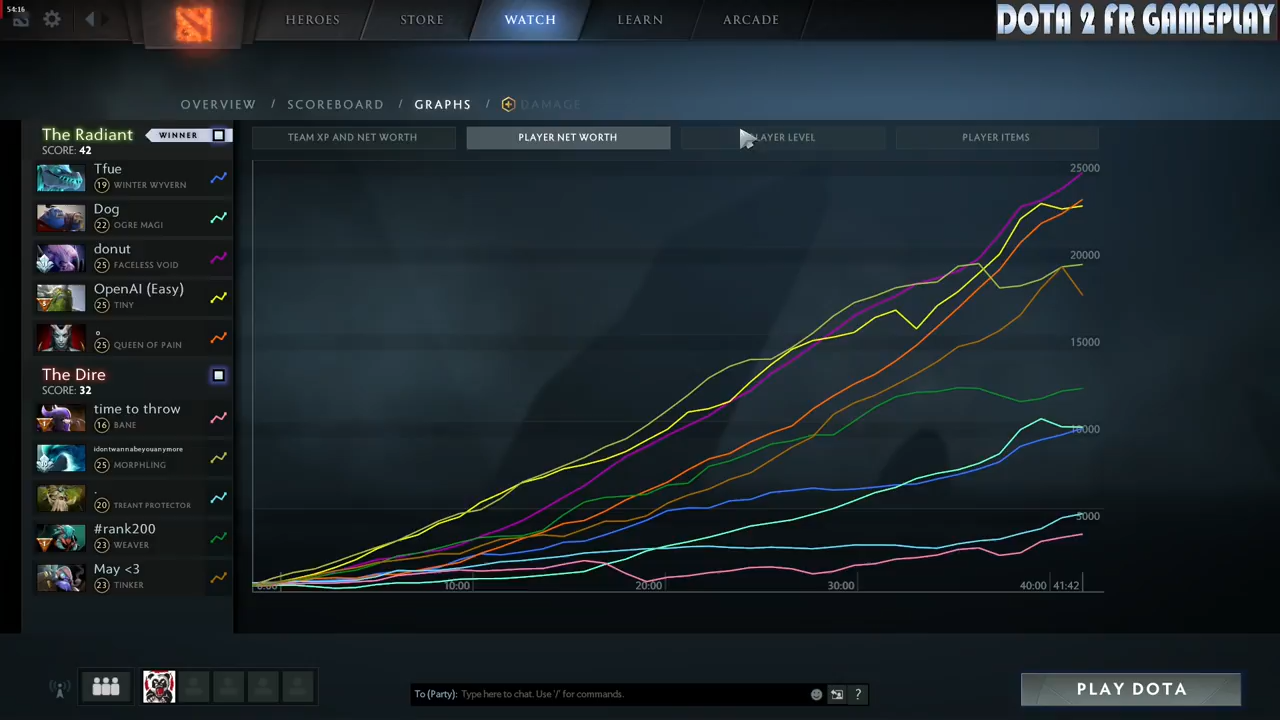 54:16
HEROES
STORE
WATCH
LEARN
ARCADE
DOTA 2 FR GAMEPLAY
OVERVIEW / SCOREBOARD / GRAPHS / DAMAGE
TEAM XP AND NET WORTH
PLAYER NET WORTH
LEVEL
PLAYER ITEMS
The Radiant
WINNER
SCORE: 42
Tfue
19 WINTER WYVERN
Dog
22 OGRE MAGI
donut
25 FACELESS VOID
OpenAI (Easy)
25 TINY
25 QUEEN OF PAIN
The Dire
SCORE: 32
time to throw
16 BANE
idontwannabeyouanymore
25 MORPHLING
.
20 TREANT PROTECTOR
#rank200
23 WEAVER
May <3
23 TINKER
25000
20000
15000
10000
5000
0:00
10:00
20:00
30:00
40:00
41:42
To (Party): Type here to chat. Use '/' for commands.
?
PLAY DOTA